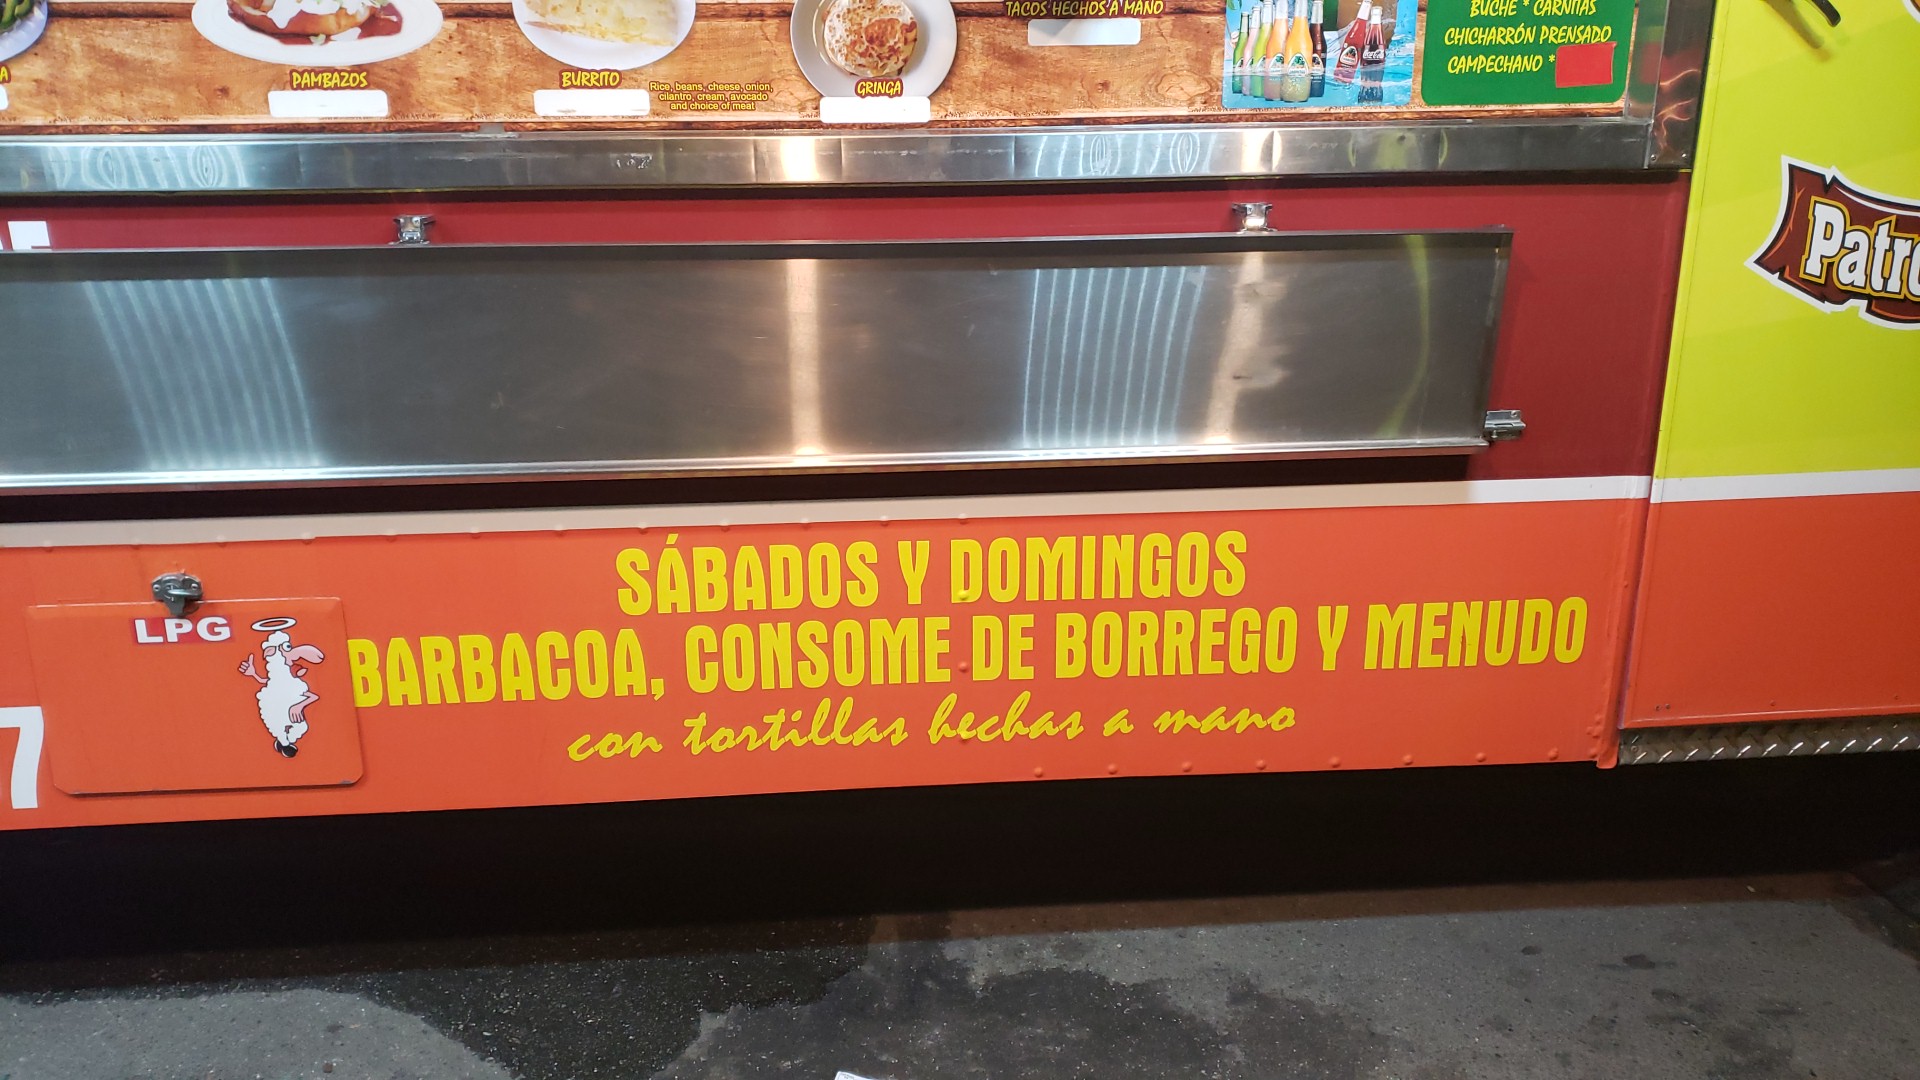 TACOS HECHOS A MANO
BUCHE * CARNITAS
CHICHARRÓN PRENSADO
CAMPECHANO *
PAMBAZOS
BURRITO
Rice, beans, cheese, onion,
cilantro, cream, avocado
and choice of meat
GRINGA
SÁBADOS Y DOMINGOS
BARBACOA, CONSOME DE BORREGO Y MENUDO
con tortillas hechas a mano
LPG
7